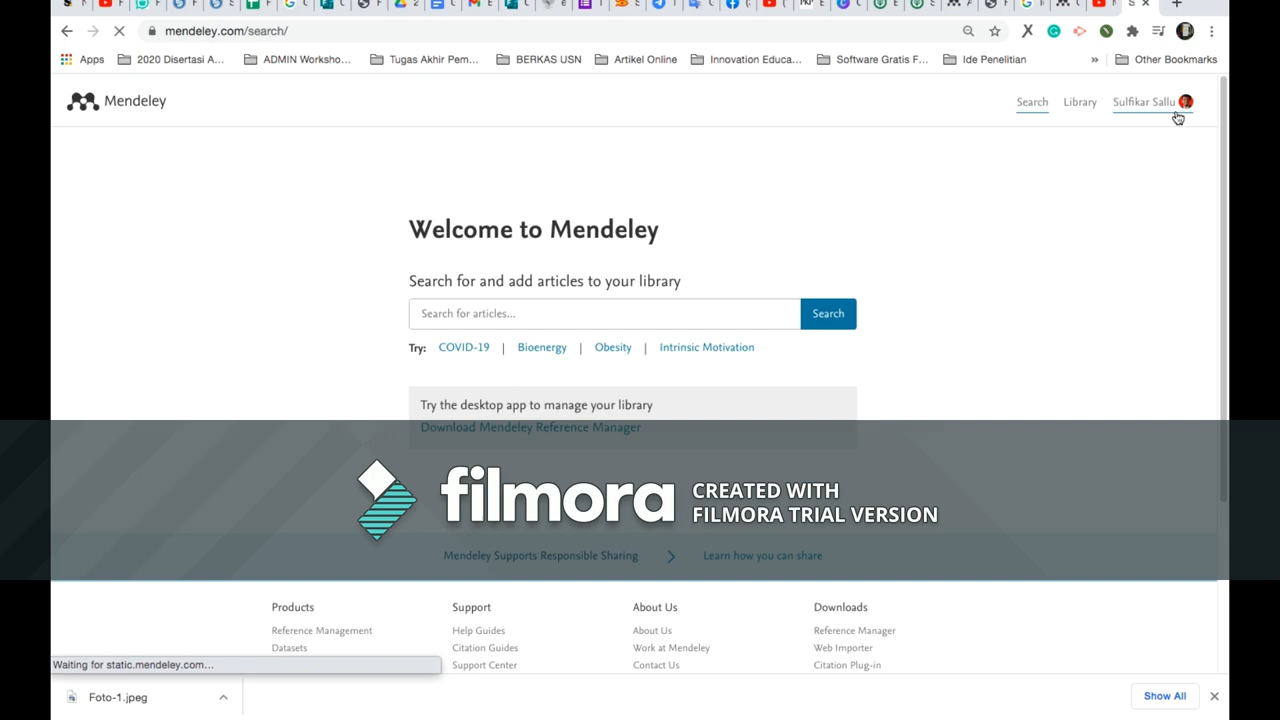 mendeley.com/search/
Apps
2020 Disertasi A...
ADMIN Worksho...
Tugas Akhir Pem...
BERKAS USN
Artikel Online
Innovation Educa...
Software Gratis F...
Ide Penelitian
»
Other Bookmarks
Mendeley
Search
Library
Sulfikar Sallu
Welcome to Mendeley
Search for and add articles to your library
Search for articles...
Search
Try: COVID-19 | Bioenergy | Obesity | Intrinsic Motivation
Try the desktop app to manage your library
Download Mendeley Reference Manager
filmora
CREATED WITH
FILMORA TRIAL VERSION
Mendeley Supports Responsible Sharing
Learn how you can share
Products
Support
About Us
Downloads
Reference Management
Help Guides
About Us
Reference Manager
Datasets
Citation Guides
Work at Mendeley
Web Importer
Support Center
Contact Us
Citation Plug-in
Waiting for static.mendeley.com...
Foto-1.jpeg
Show All